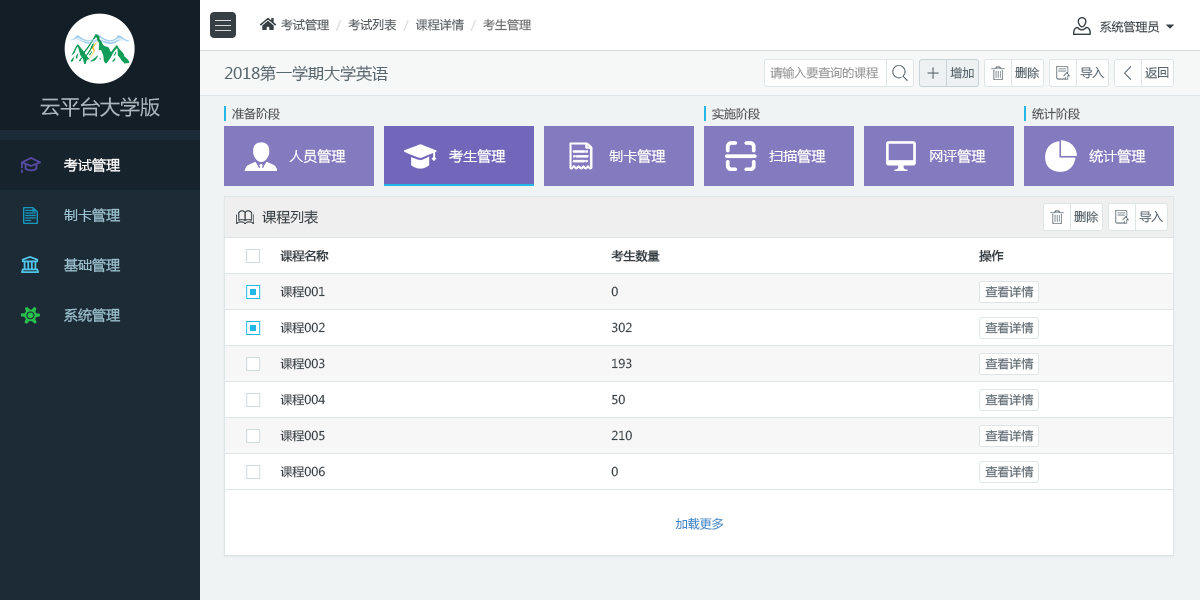 考试管理 / 考试列表 / 课程详情 / 考生管理
系统管理员
云平台大学版
考试管理
制卡管理
基础管理
系统管理
2018第一学期大学英语
请输入要查询的课程
增加
删除
导入
返回
准备阶段
实施阶段
统计阶段
人员管理
考生管理
制卡管理
扫描管理
网评管理
统计管理
课程列表
删除
导入
课程名称 考生数量 操作
课程001 0 查看详情
课程002 302 查看详情
课程003 193 查看详情
课程004 50 查看详情
课程005 210 查看详情
课程006 0 查看详情
加载更多